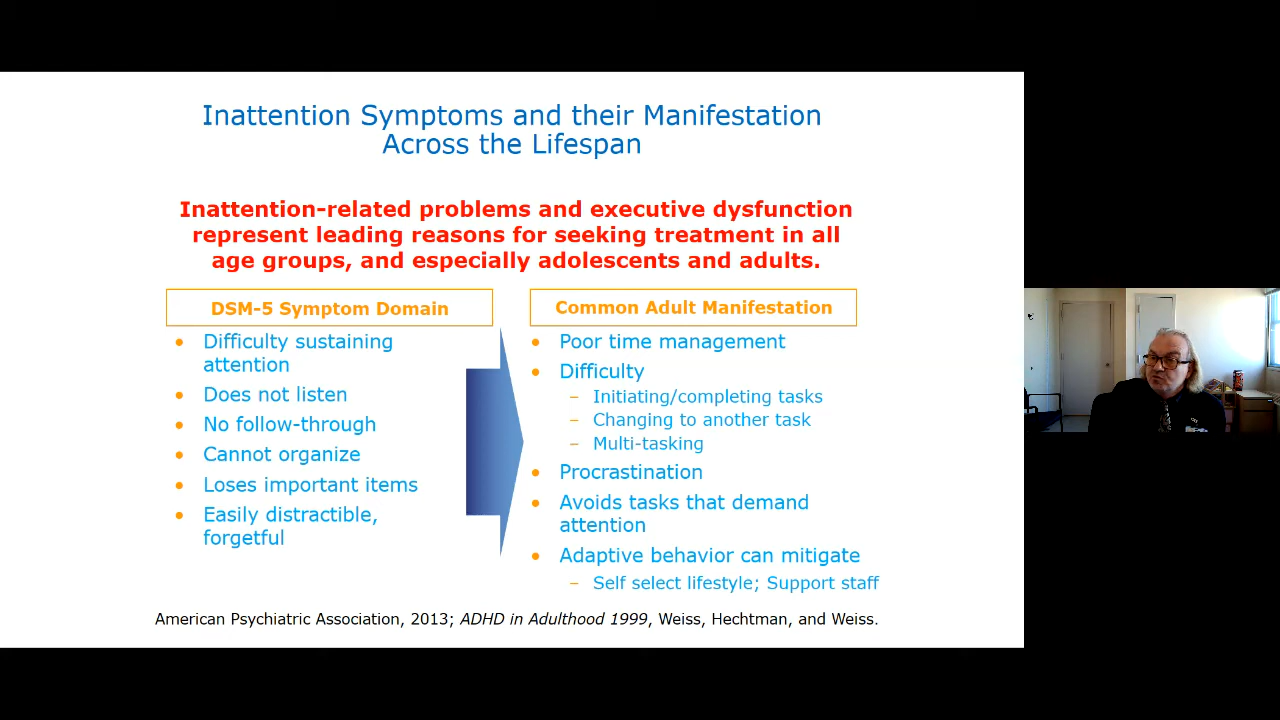 Inattention Symptoms and their Manifestation
Across the Lifespan
Inattention-related problems and executive dysfunction
represent leading reasons for seeking treatment in all
age groups, and especially adolescents and adults.
DSM-5 Symptom Domain
• Difficulty sustaining
attention
• Does not listen
• No follow-through
• Cannot organize
• Loses important items
• Easily distractible,
forgetful
Common Adult Manifestation
• Poor time management
• Difficulty
– Initiating/completing tasks
– Changing to another task
– Multi-tasking
• Procrastination
• Avoids tasks that demand
attention
• Adaptive behavior can mitigate
– Self select lifestyle; Support staff
American Psychiatric Association, 2013; ADHD in Adulthood 1999, Weiss, Hechtman, and Weiss.